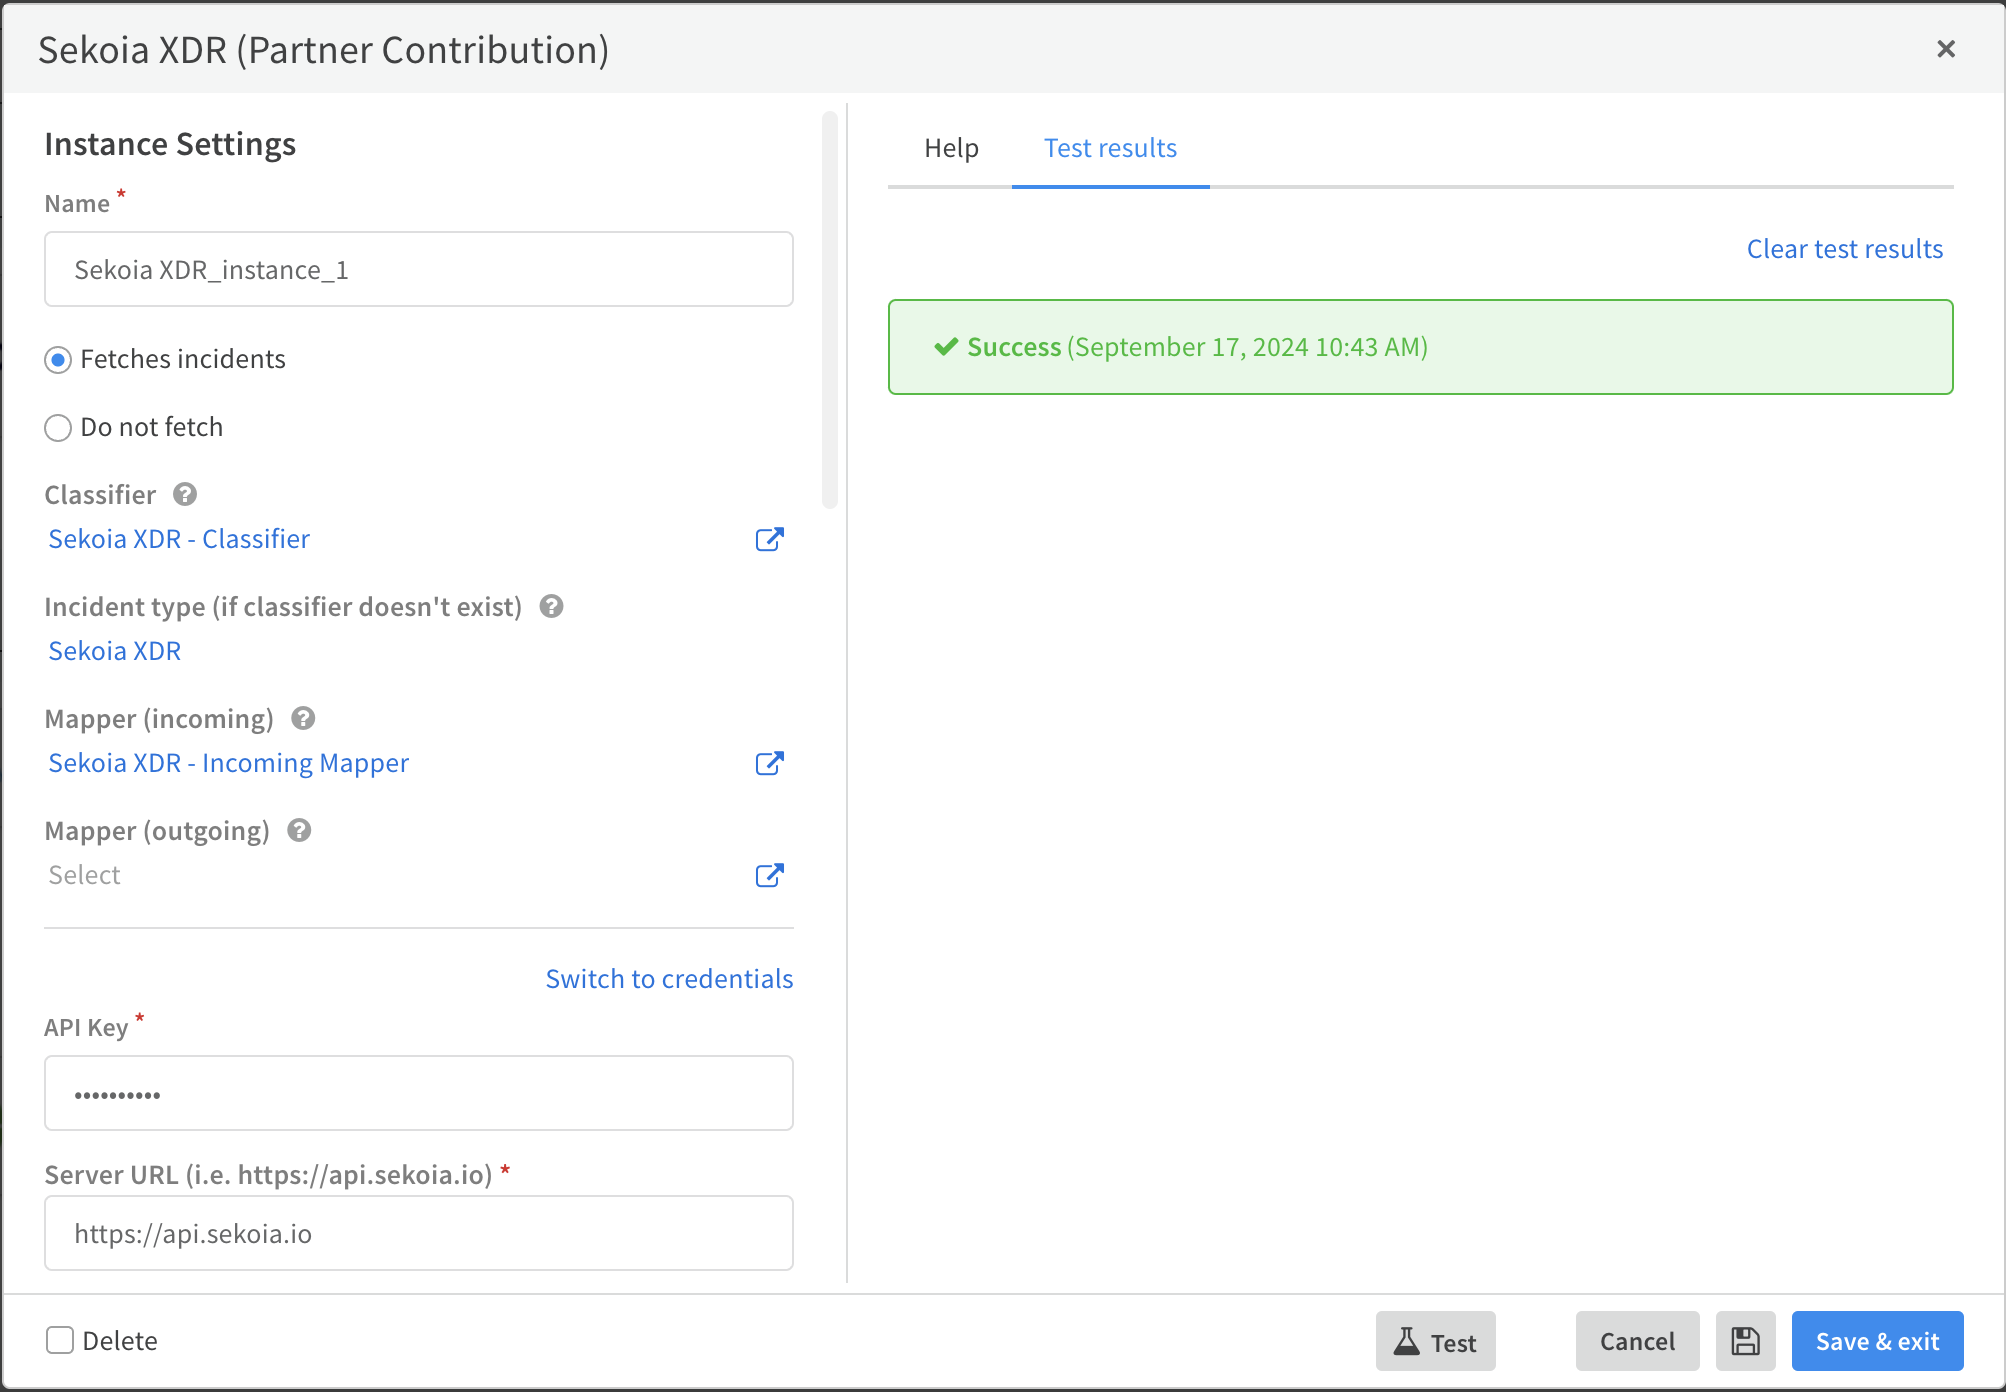 Sekoia XDR (Partner Contribution)
Instance Settings
Name *
Sekoia XDR_instance_1
Fetches incidents
Do not fetch
Classifier
Sekoia XDR - Classifier
Incident type (if classifier doesn't exist)
Sekoia XDR
Mapper (incoming)
Sekoia XDR - Incoming Mapper
Mapper (outgoing)
Select
Switch to credentials
API Key *
••••••••••
Server URL (i.e. https://api.sekoia.io) *
https://api.sekoia.io
Help
Test results
Clear test results
Success (September 17, 2024 10:43 AM)
Delete
Test
Cancel
Save & exit